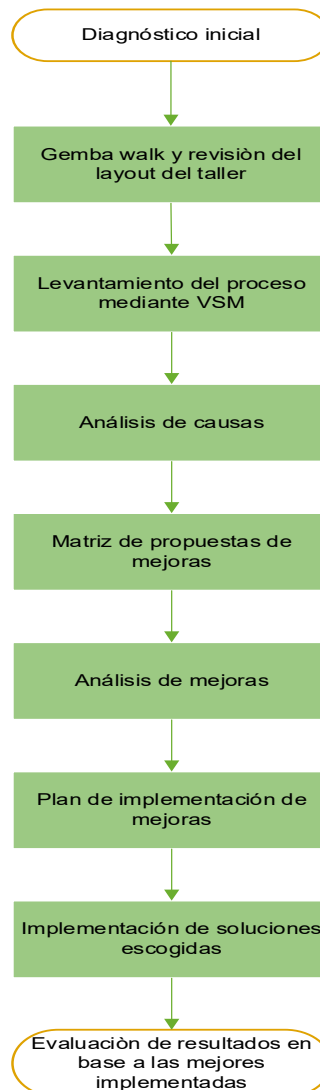 Diagnóstico inicial
Gemba walk y revisiòn del
layout del taller
Levantamiento del proceso
mediante VSM
Análisis de causas
Matriz de propuestas de
mejoras
Análisis de mejoras
Plan de implementación de
mejoras
Implementación de soluciones
escogidas
Evaluaciòn de resultados en
base a las mejores
implementadas